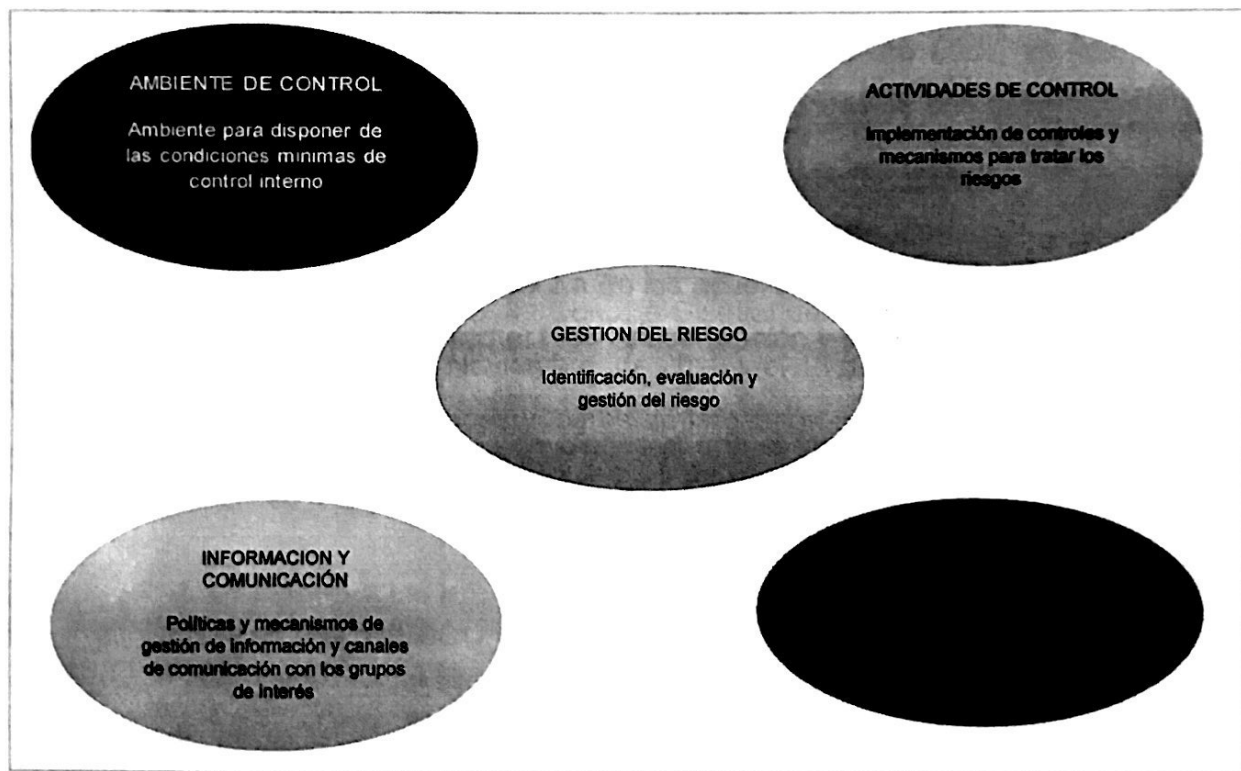 AMBIENTE DE CONTROL
Ambiente para disponer de
las condiciones mínimas de
control interno
ACTIVIDADES DE CONTROL
Implementación de controles y
mecanismos para tratar los
riesgos
GESTION DEL RIESGO
Identificación, evaluación y
gestión del riesgo
INFORMACION Y
COMUNICACIÓN
Políticas y mecanismos de
gestión de información y canales
de comunicación con los grupos
de interés